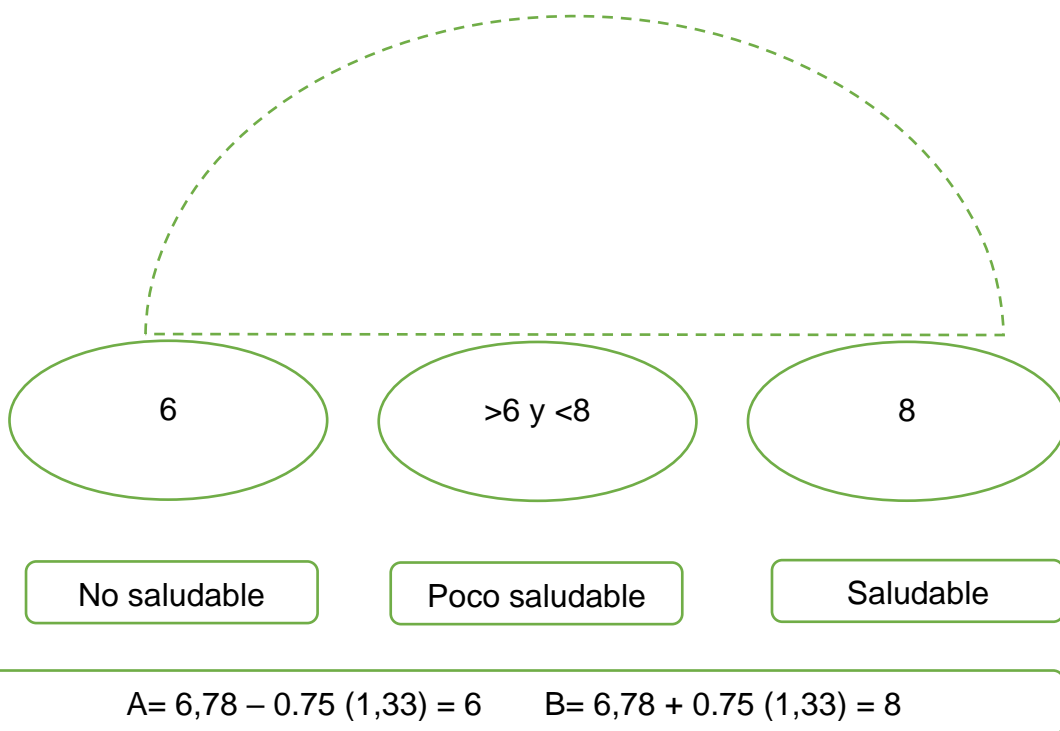 6 >6 y <8 8
No saludable Poco saludable Saludable
A= 6,78 – 0.75 (1,33) = 6 B= 6,78 + 0.75 (1,33) = 8